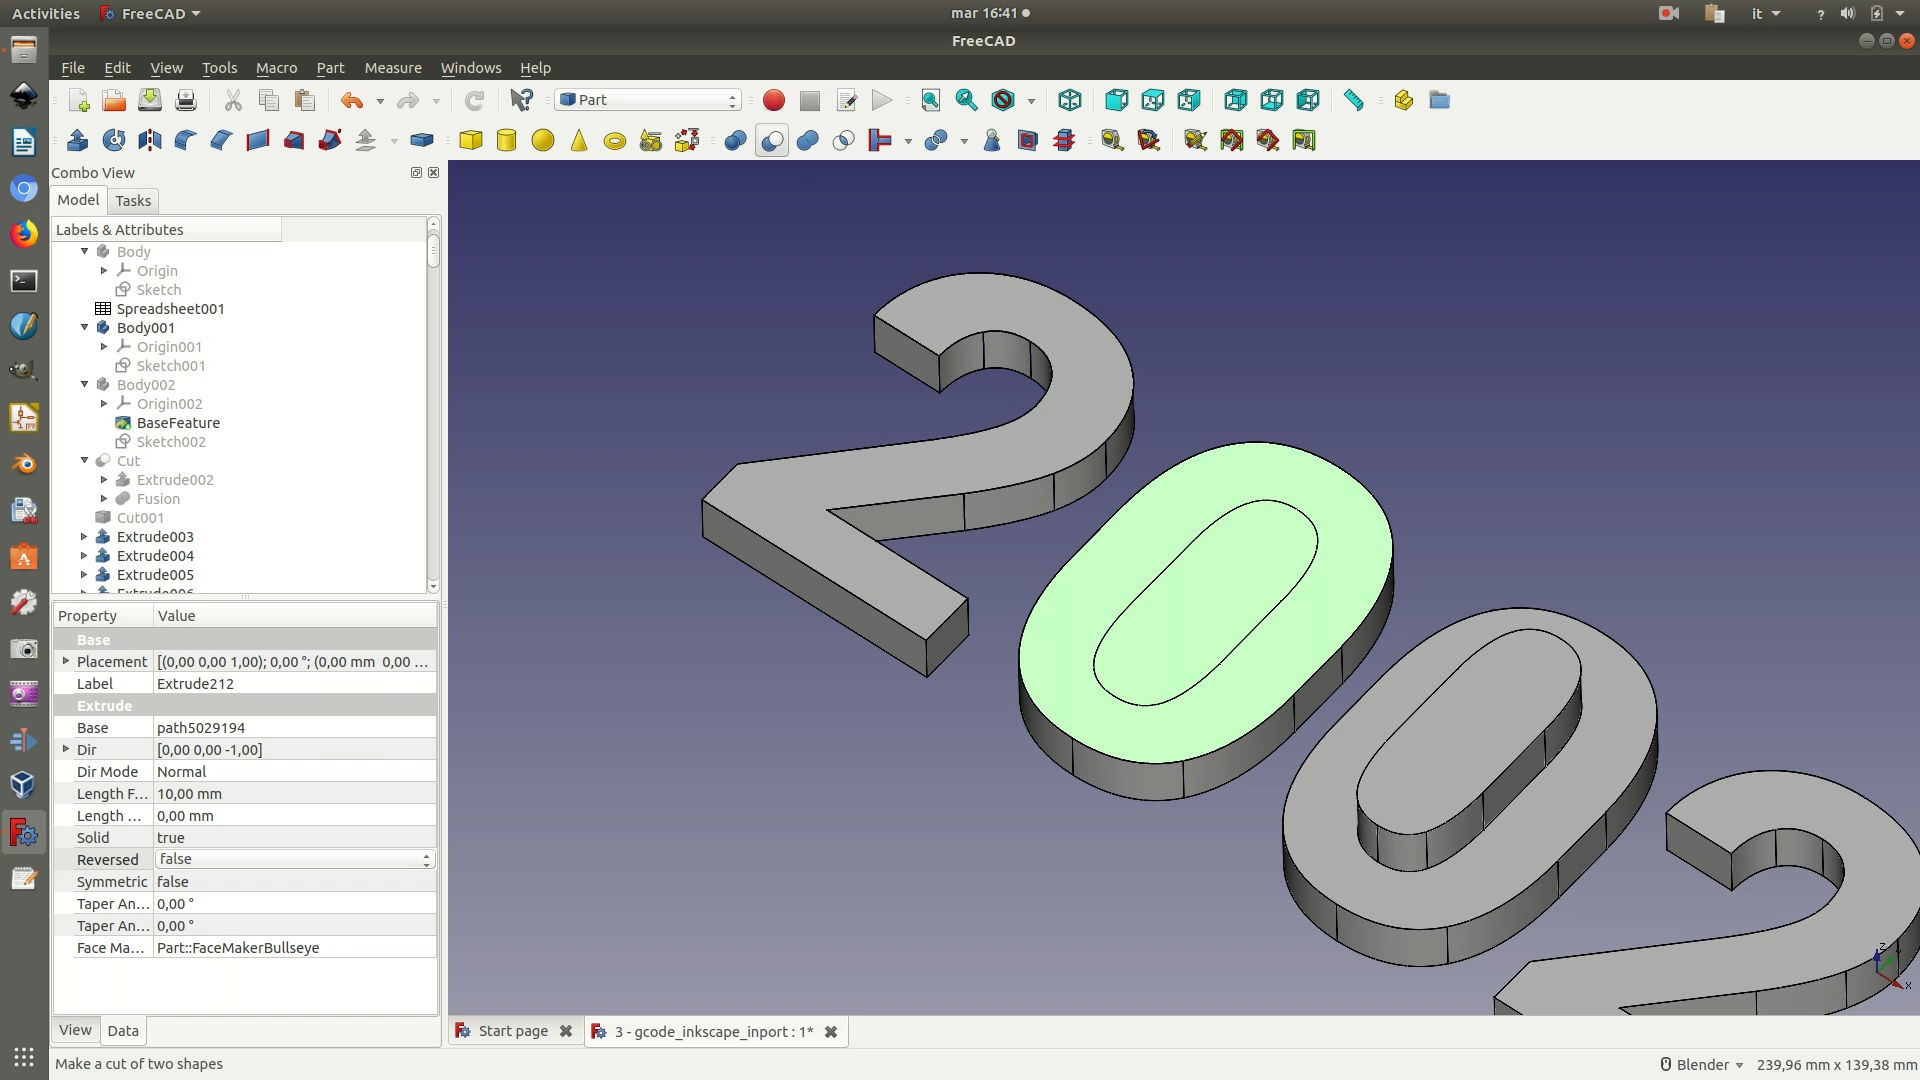 Activities FreeCAD mar 16:41 it ?
FreeCAD
File Edit View Tools Macro Part Measure Windows Help
Part
Combo View
Model Tasks
Labels & Attributes
Body
Origin
Sketch
Spreadsheet001
Body001
Origin001
Sketch001
Body002
Origin002
BaseFeature
Sketch002
Cut
Extrude002
Fusion
Cut001
Extrude003
Extrude004
Extrude005
Property Value
Base
Placement [(0,00 0,00 1,00); 0,00 °; (0,00 mm 0,00 ...
Label Extrude212
Extrude
Base path5029194
Dir [0,00 0,00 -1,00]
Dir Mode Normal
Length F... 10,00 mm
Length ... 0,00 mm
Solid true
Reversed false
Symmetric false
Taper An... 0,00 °
Taper An... 0,00 °
Face Ma... Part::FaceMakerBullseye
View Data
2002
z
x
Start page 3 - gcode_inkscape_inport : 1*
Make a cut of two shapes Blender 239,96 mm x 139,38 mm